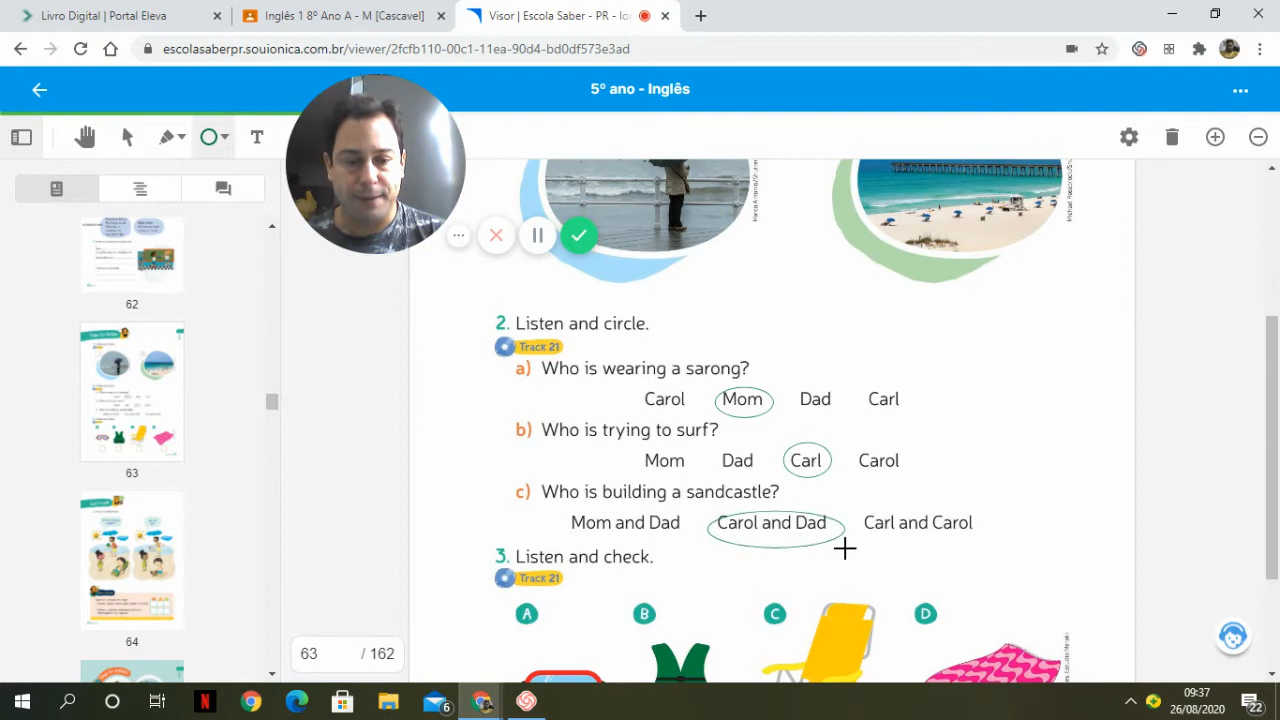 Livro Digital | Portal Eleva
Inglês 1 8º Ano A - M [Cascavel]
Visor | Escola Saber - PR - Ior
escolasaberpr.souionica.com.br/viewer/2fcfb110-00c1-11ea-90d4-bd0df573e3ad
5º ano - Inglês
T
62
63
64
2. Listen and circle.
Track 21
a) Who is wearing a sarong?
Carol Mom Dad Carl
b) Who is trying to surf?
Mom Dad Carl Carol
c) Who is building a sandcastle?
Mom and Dad Carol and Dad Carl and Carol
3. Listen and check.
Track 21
A B C D
63 / 162
6
09:37
26/08/2020
22